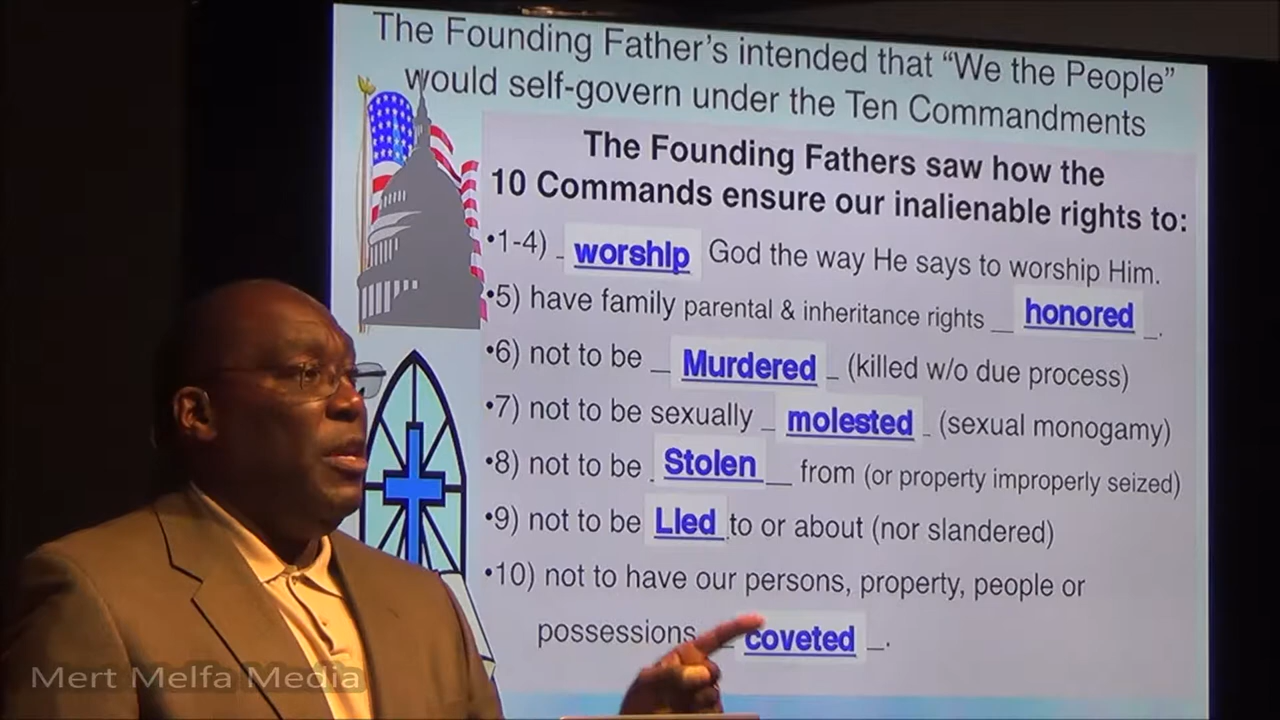 The Founding Father's intended that “We the People”
would self-govern under the Ten Commandments
The Founding Fathers saw how the
10 Commands ensure our inalienable rights to:
•1-4) _ worship God the way He says to worship Him.
•5) have family parental & inheritance rights __ honored _.
•6) not to be _ Murdered _ (killed w/o due process)
•7) not to be sexually _ molested _ (sexual monogamy)
•8) not to be _ Stolen __ from (or property improperly seized)
•9) not to be LIed to or about (nor slandered)
•10) not to have our persons, property, people or
possessions _ coveted _.
Mert Melfa Media